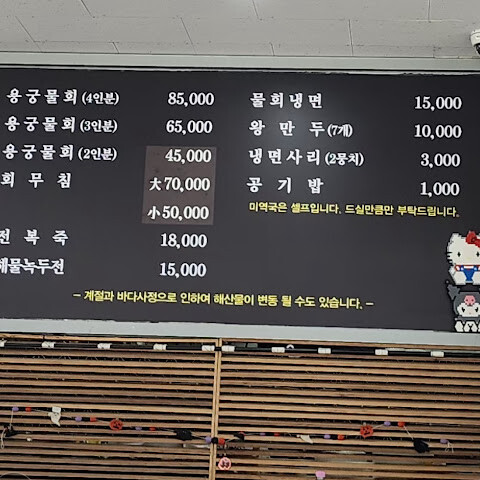 용궁물회 (4인분) 85,000
용궁물회 (3인분) 65,000
용궁물회 (2인분) 45,000
회무침 大 70,000
小 50,000
전복죽 18,000
해물녹두전 15,000
물회냉면 15,000
왕만두 (7개) 10,000
냉면사리 (2뭉치) 3,000
공기밥 1,000
미역국은 셀프입니다. 드실만큼만 부탁드립니다.
- 계절과 바다사정으로 인하여 해산물이 변동 될 수도 있습니다. -